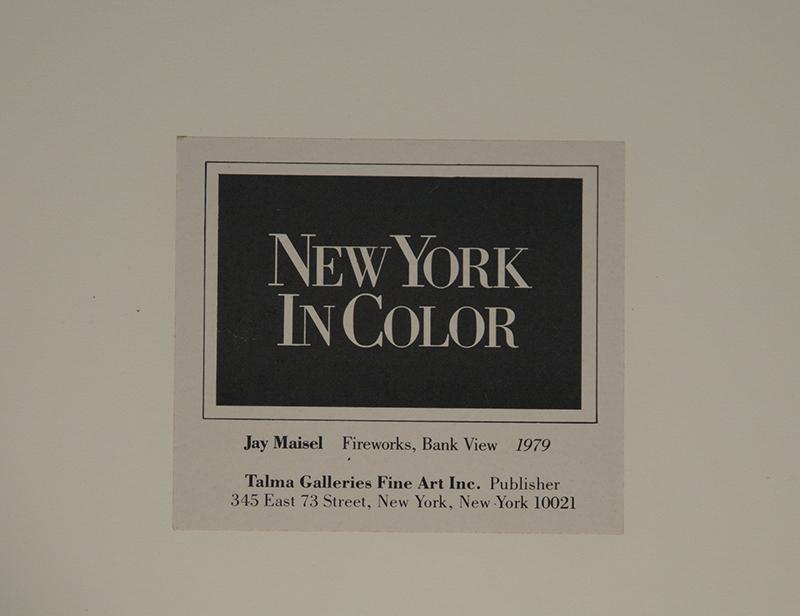 NEW YORK
IN COLOR
Jay Maisel Fireworks, Bank View 1979
Talma Galleries Fine Art Inc. Publisher
345 East 73 Street, New York, New York 10021